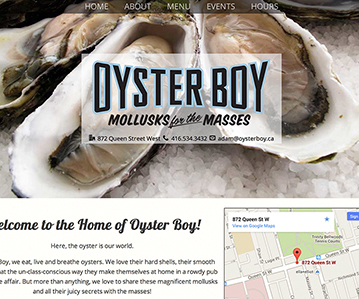 HOME ABOUT MENU EVENTS HOURS
OYSTER BOY
MOLLUSKS for the MASSES
872 Queen Street West 416.534.3432 adam@oysterboy.ca
elcome to the Home of Oyster Boy!
Here, the oyster is our world.
Boy, we eat, live and breathe oysters. We love their hard shells, their smooth
at the un-class-conscious way they make themselves at home in a rowdy pub
e affair. But more than anything, we love to share these magnificent mollusks
and all their juicy secrets with the masses!
872 Queen St W
View on Google Maps
Sign
Trinity Bellwoods
Tennis Courts
872 Queen St W